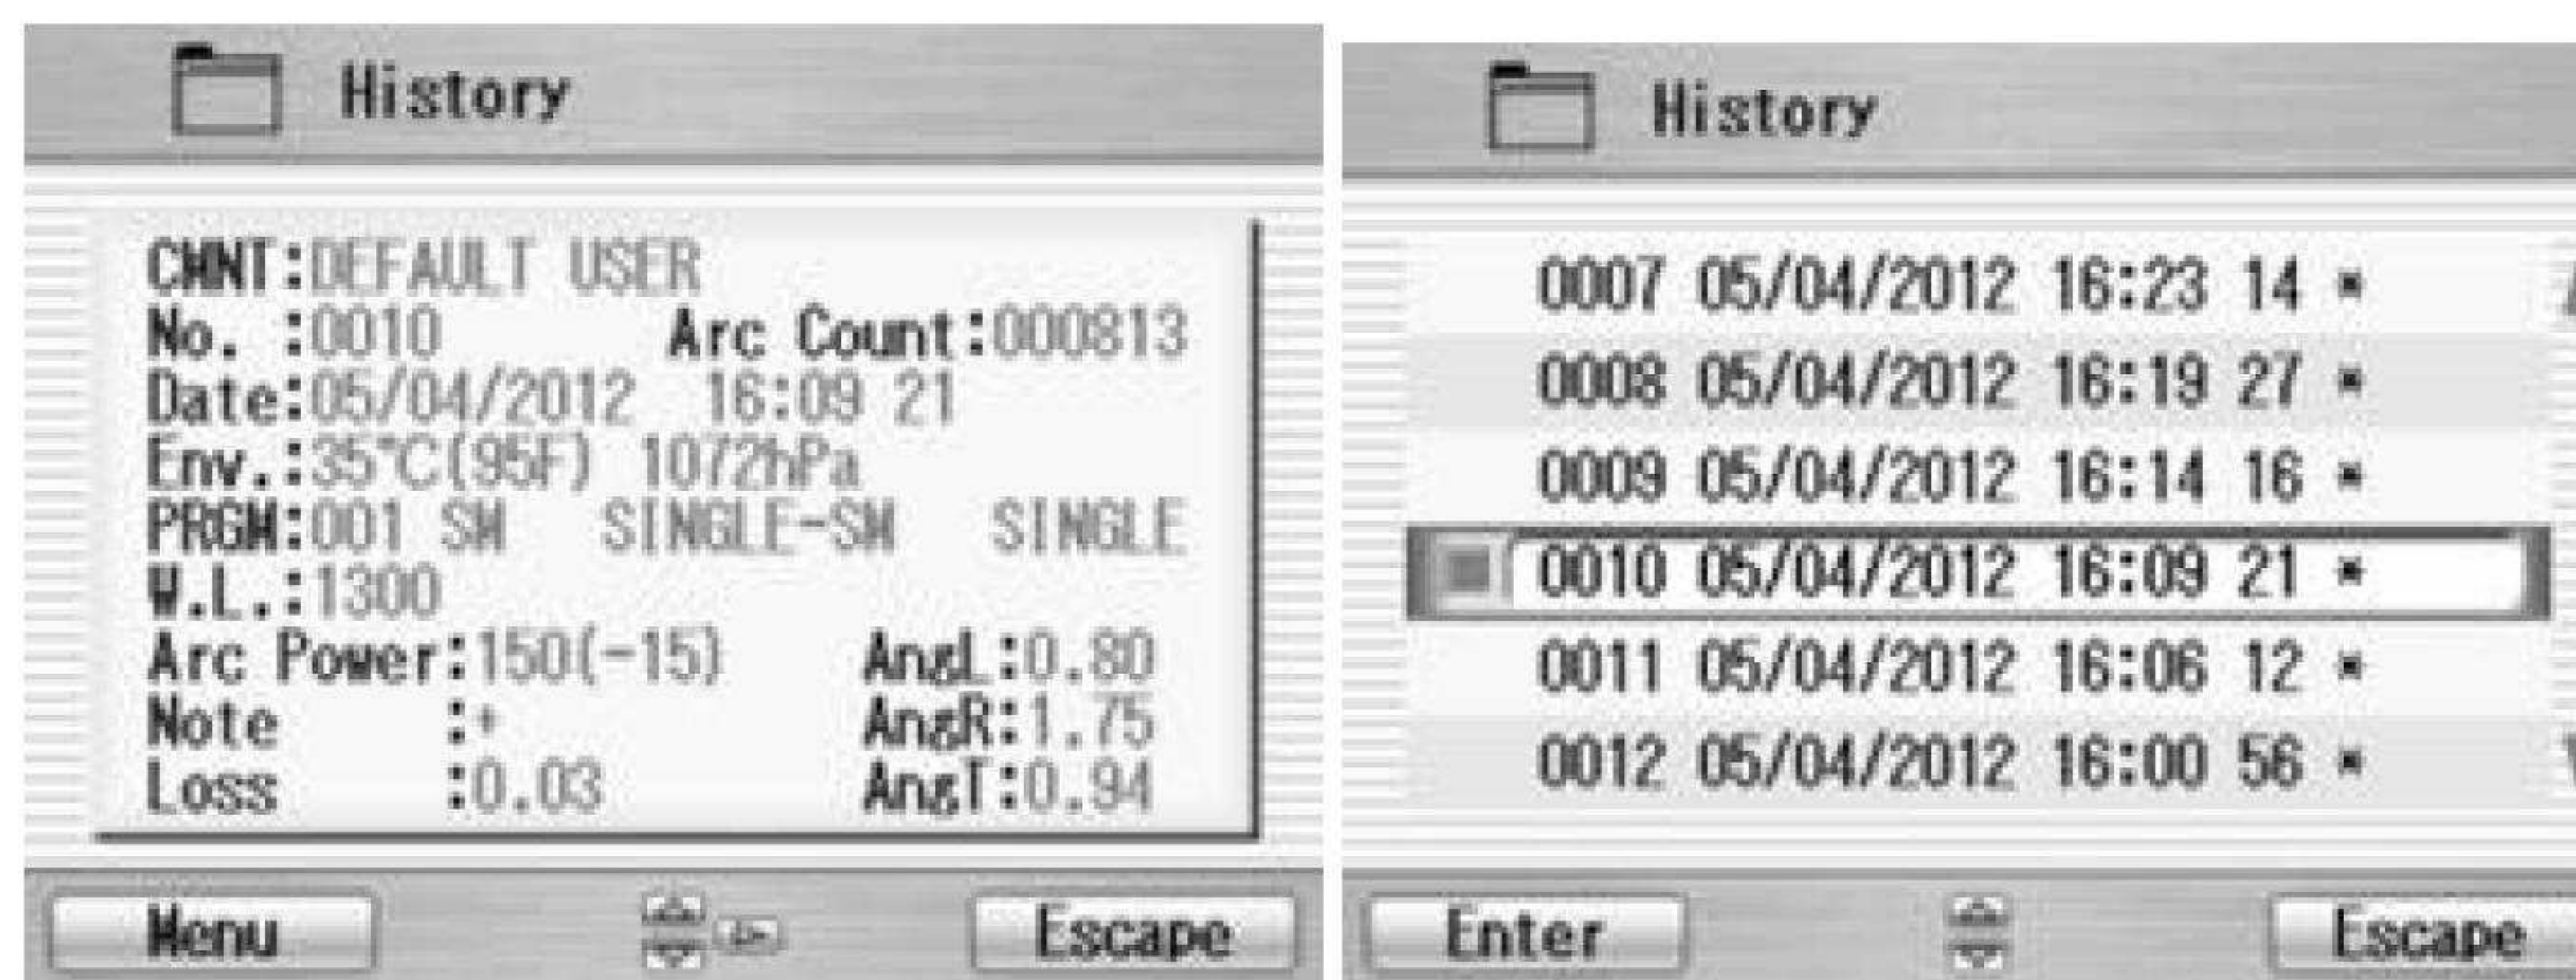 History
CMNT:DEFAULT USER
No. :0010 Arc Count:000813
Date:05/04/2012 16:09 21
Env.:35°C(95F) 1072hPa
PRGM:001 SM SINGLE-SM SINGLE
W.L.:1300
Arc Power:150(-15) AngL:0.80
Note :+ AngR:1.75
Loss :0.03 AngT:0.94
Menu Escape
History
0007 05/04/2012 16:23 14 *
0008 05/04/2012 16:19 27 *
0009 05/04/2012 16:14 16 *
0010 05/04/2012 16:09 21 *
0011 05/04/2012 16:06 12 *
0012 05/04/2012 16:00 56 *
Enter Escape